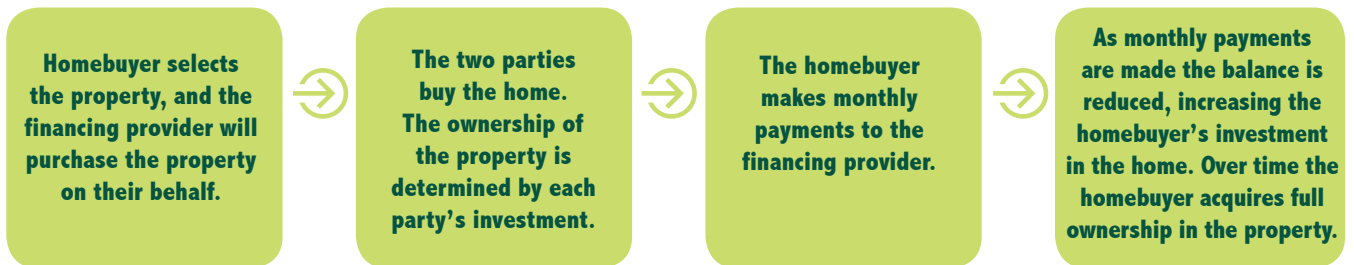 Homebuyer selects
the property, and the
financing provider will
purchase the property
on their behalf.
The two parties
buy the home.
The ownership of
the property is
determined by each
party’s investment.
The homebuyer
makes monthly
payments to the
financing provider.
As monthly payments
are made the balance is
reduced, increasing the
homebuyer’s investment
in the home. Over time the
homebuyer acquires full
ownership in the property.